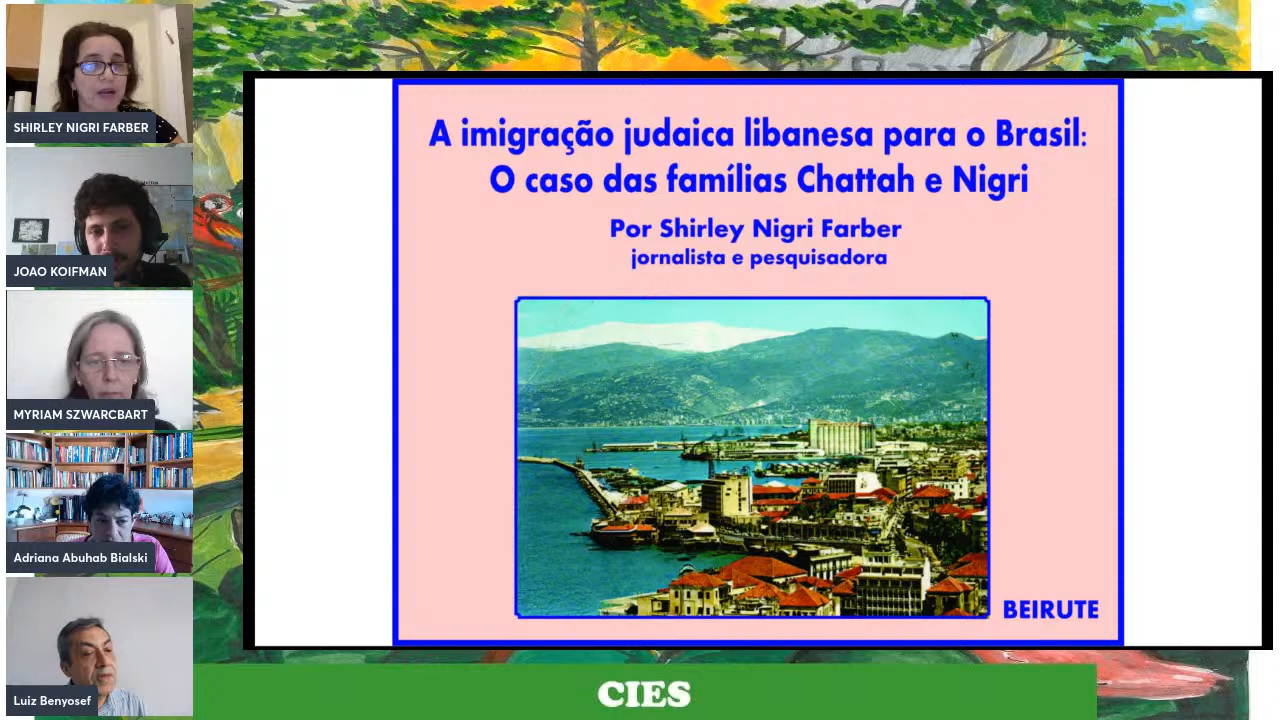 SHIRLEY NIGRI FARBER
JOAO KOIFMAN
MYRIAM SZWARCBART
Adriana Abuhab Bialski
Luiz Benyosef
A imigração judaica libanesa para o Brasil:
O caso das famílias Chattah e Nigri
Por Shirley Nigri Farber
jornalista e pesquisadora
BEIRUTE
CIES